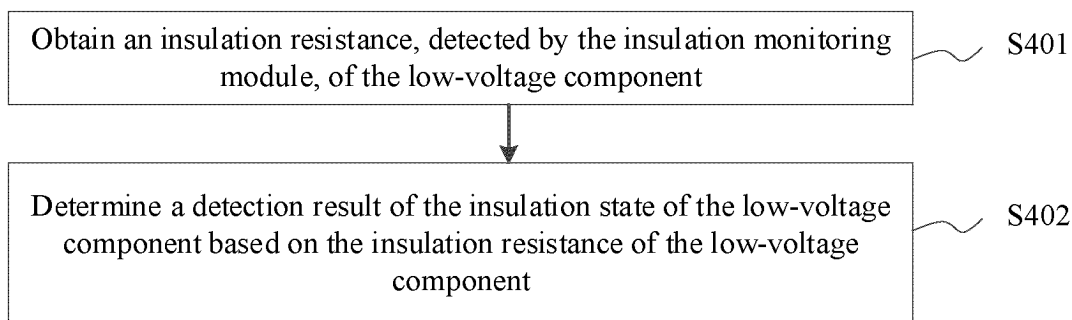 Obtain an insulation resistance, detected by the insulation monitoring
module, of the low-voltage component
S401
Determine a detection result of the insulation state of the low-voltage
component based on the insulation resistance of the low-voltage
component
S402